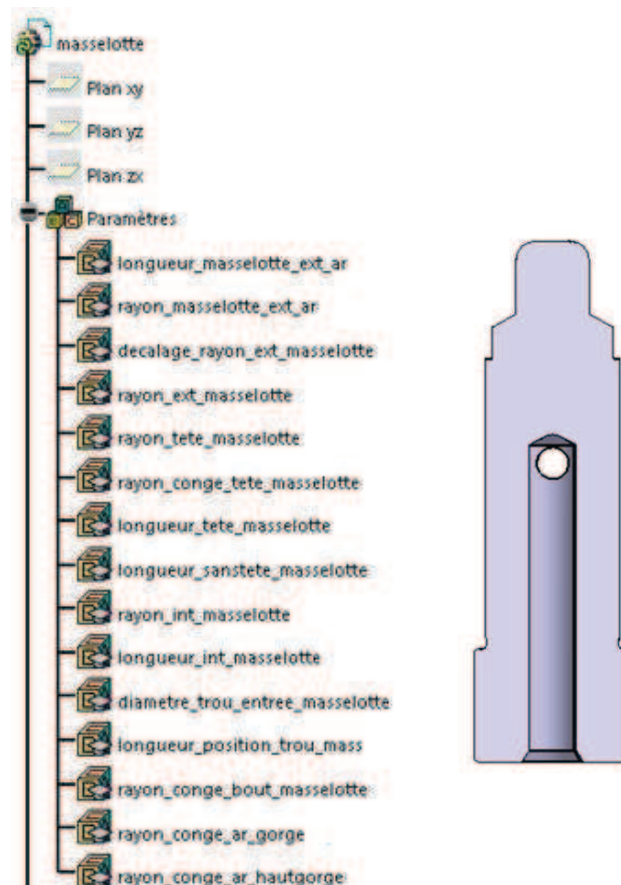 masselotte
Plan xy
Plan yz
Plan zx
Paramètres
longueur_masselotte_ext_ar
rayon_masselotte_ext_ar
decalage_rayon_ext_masselotte
rayon_ext_masselotte
rayon_tete_masselotte
rayon_conge_tete_masselotte
longueur_tete_masselotte
longueur_sanstete_masselotte
rayon_int_masselotte
longueur_int_masselotte
diametre_trou_entree_masselotte
longueur_position_trou_mass
rayon_conge_bout_masselotte
rayon_conge_ar_gorge
rayon_conge_ar_hautgorge